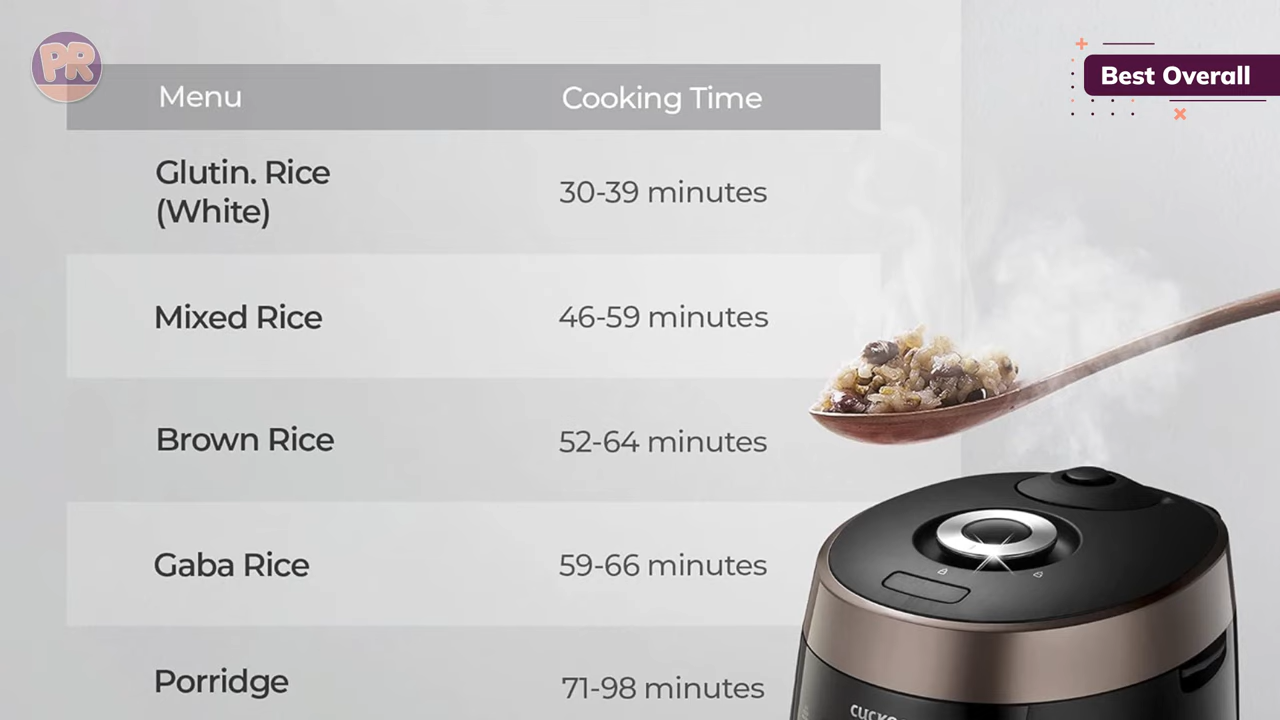 PR
Best Overall
Menu Cooking Time
Glutin. Rice
(White)
30-39 minutes
Mixed Rice 46-59 minutes
Brown Rice 52-64 minutes
Gaba Rice 59-66 minutes
Porridge 71-98 minutes